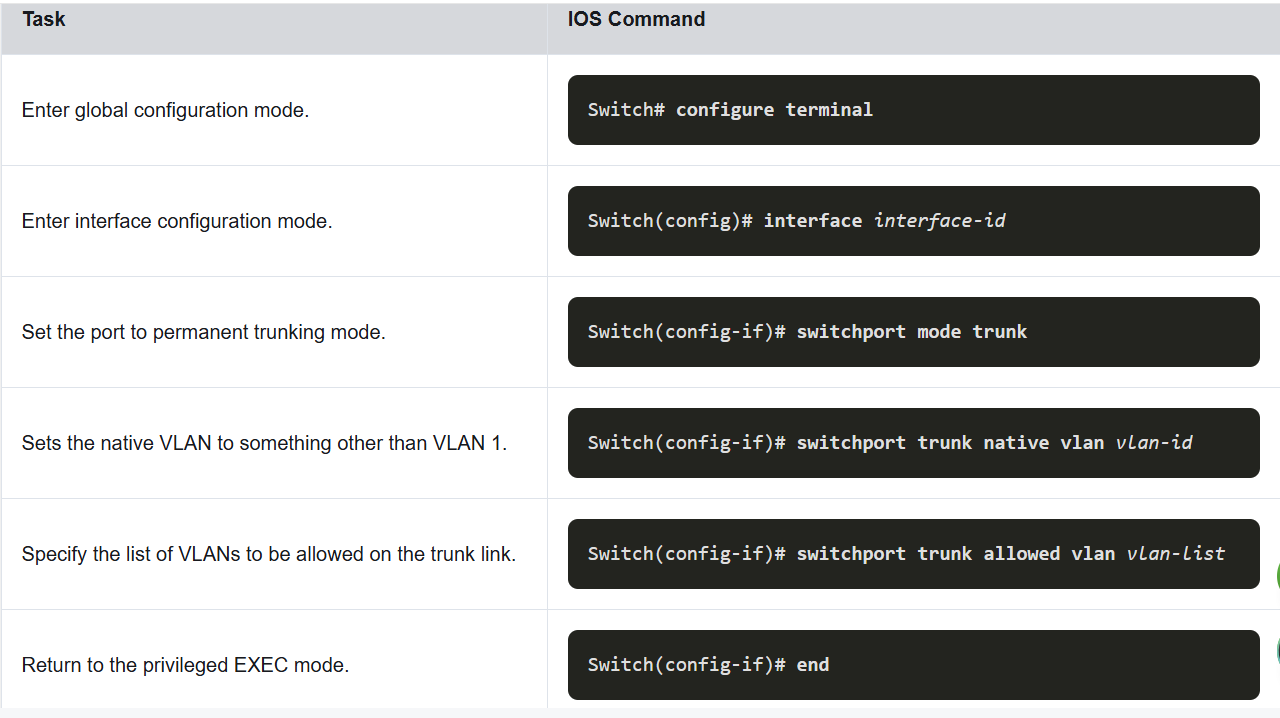 Task
IOS Command
Enter global configuration mode.
Switch# configure terminal
Enter interface configuration mode.
Switch(config)# interface interface-id
Set the port to permanent trunking mode.
Switch(config-if)# switchport mode trunk
Sets the native VLAN to something other than VLAN 1.
Switch(config-if)# switchport trunk native vlan vlan-id
Specify the list of VLANs to be allowed on the trunk link.
Switch(config-if)# switchport trunk allowed vlan vlan-list
Return to the privileged EXEC mode.
Switch(config-if)# end